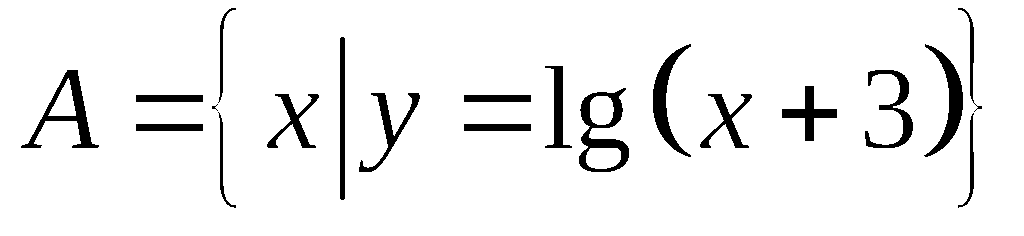 A = { x | y = lg ( x + 3 ) }